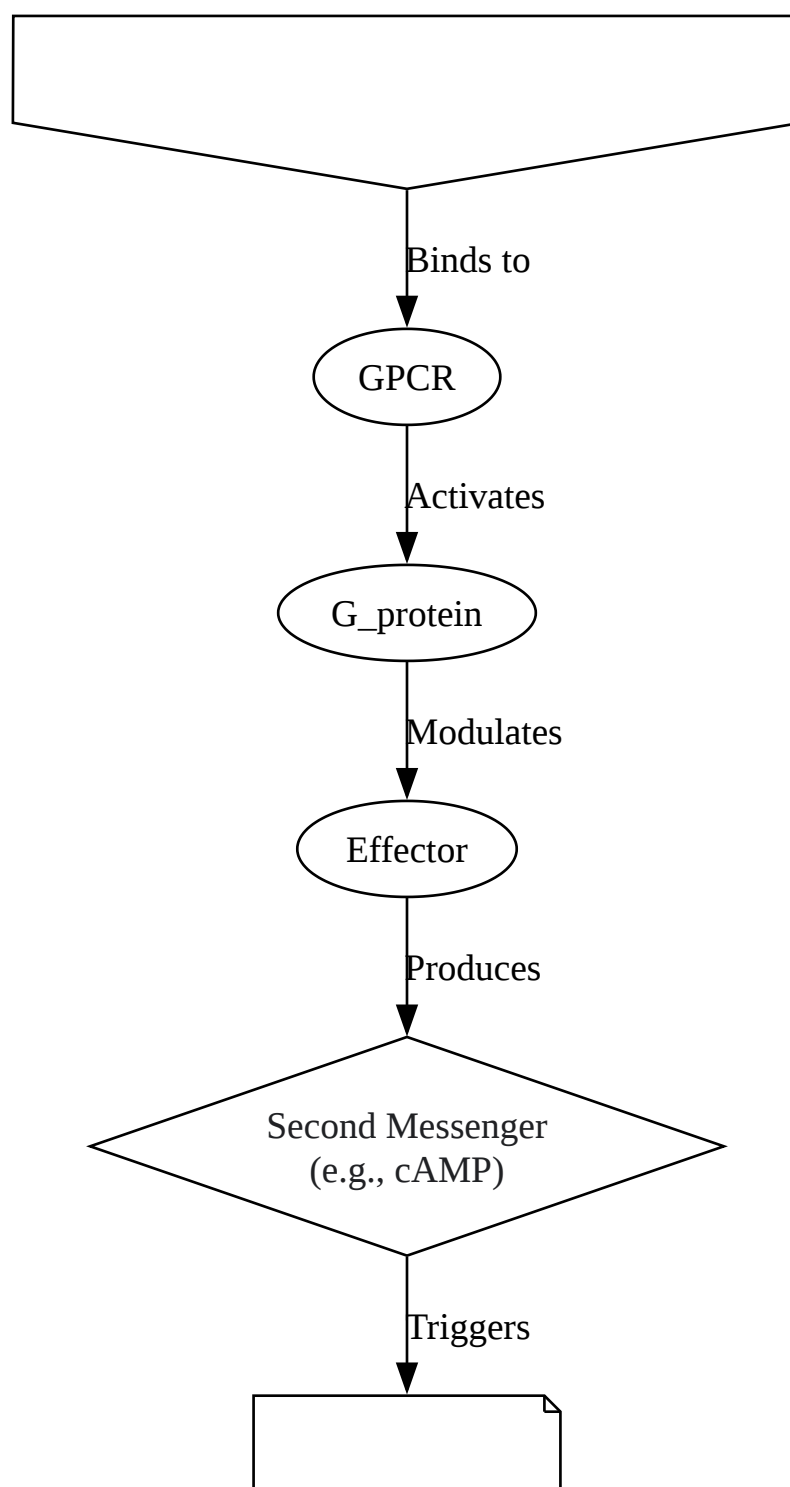 Binds to
GPCR
Activates
G_protein
Modulates
Effector
Produces
Second Messenger
(e.g., cAMP)
Triggers